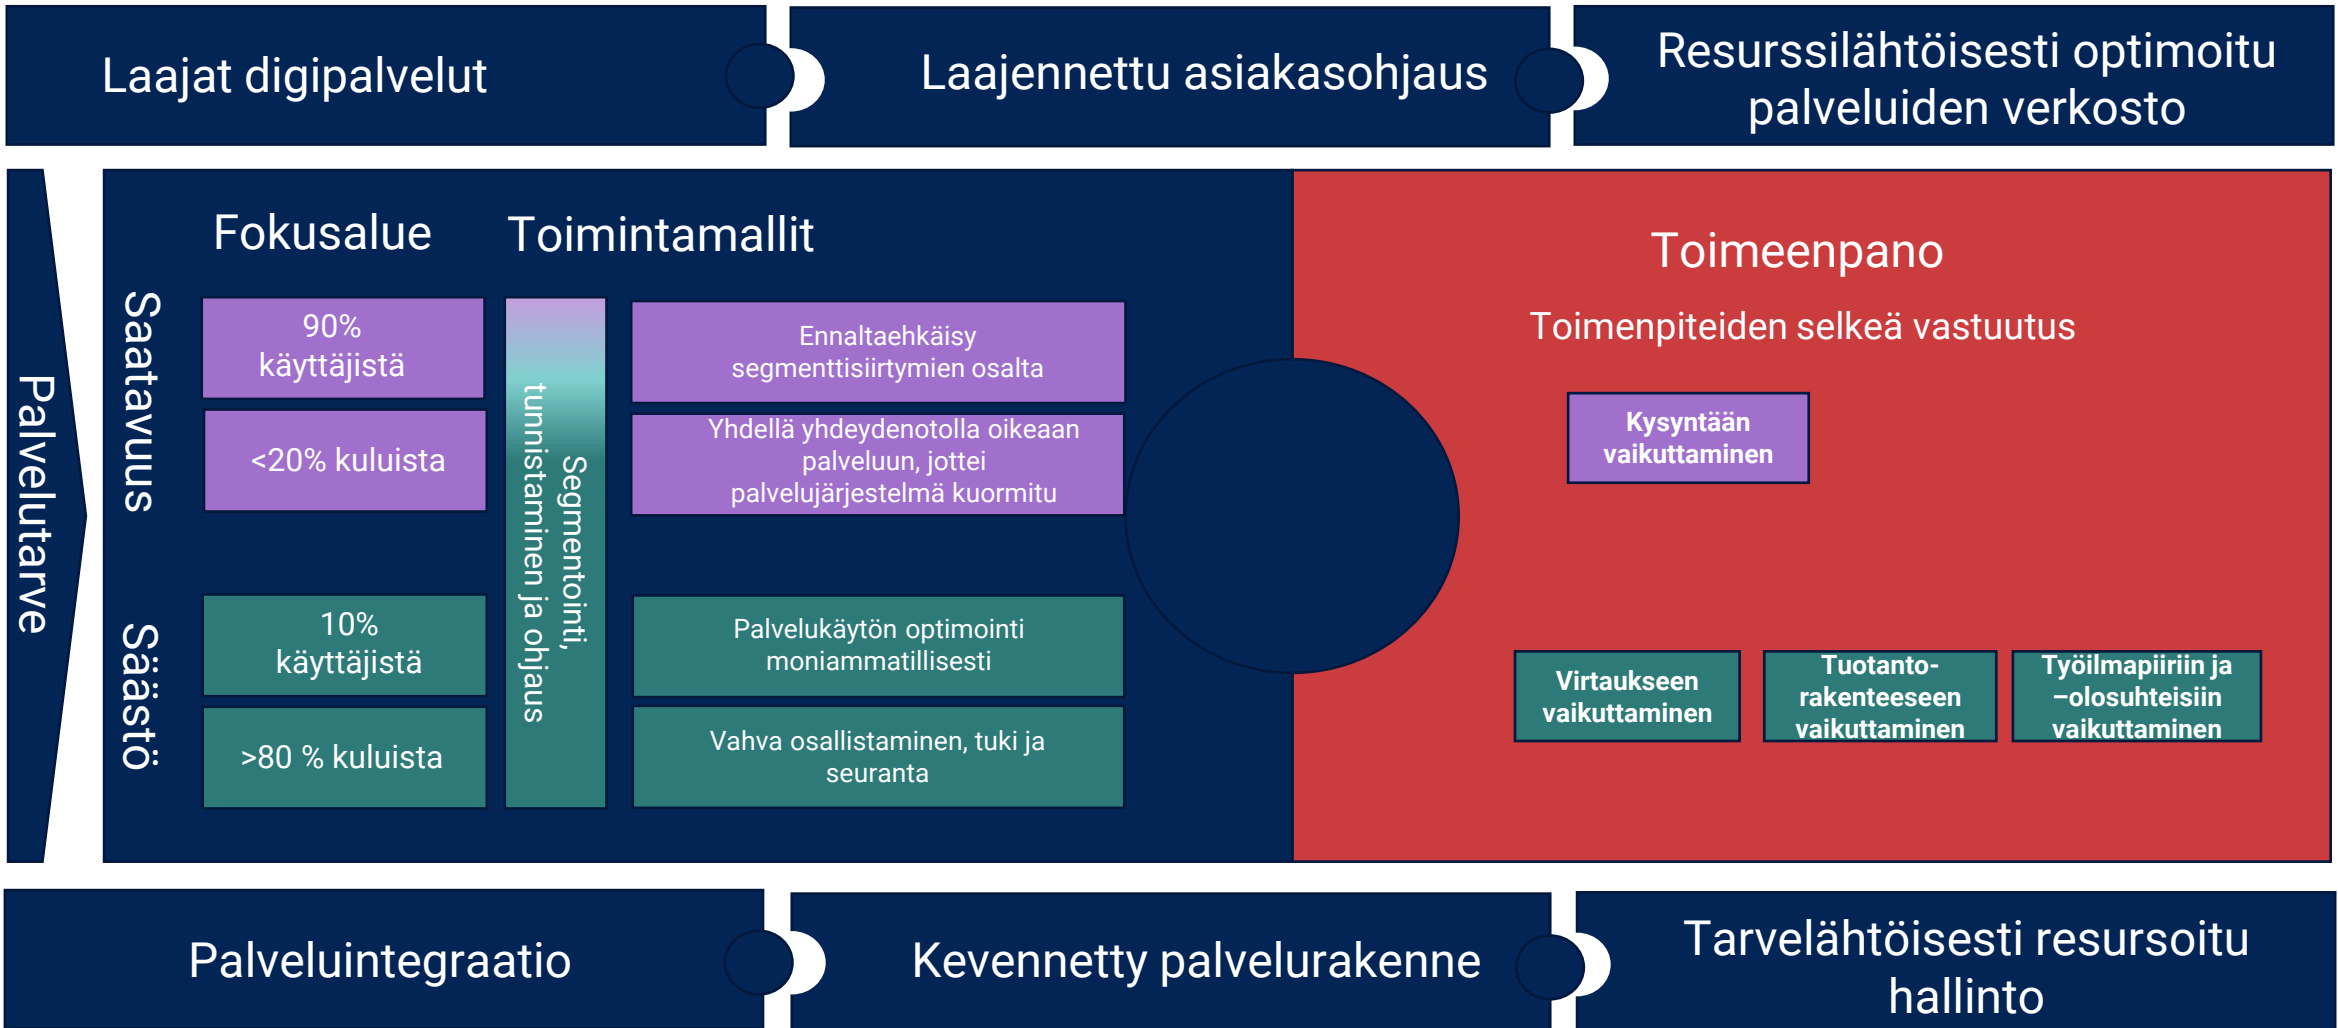 Laajat digipalvelut
Laajennettu asiakasohjaus
Resurssilähtöisesti optimoitu
palveluiden verkosto
Palvelutarve
Fokusalue
Toimintamallit
Saatavuus
90%
käyttäjistä
<20% kuluista
Säästö
10%
käyttäjistä
>80 % kuluista
Segmentointi,
tunnistaminen ja ohjaus
Ennaltaehkäisy
segmenttisiirtymien osalta
Yhdellä yhdeydenotolla oikeaan
palveluun, jottei
palvelujärjestelmä kuormitu
Palvelukäytön optimointi
moniammatillisesti
Vahva osallistaminen, tuki ja
seuranta
Toimeenpano
Toimenpiteiden selkeä vastuutus
Kysyntään
vaikuttaminen
Virtaukseen
vaikuttaminen
Tuotanto-
rakenteeseen
vaikuttaminen
Työilmapiiriin ja
–olosuhteisiin
vaikuttaminen
Palveluintegraatio
Kevennetty palvelurakenne
Tarvelähtöisesti resursoitu
hallinto